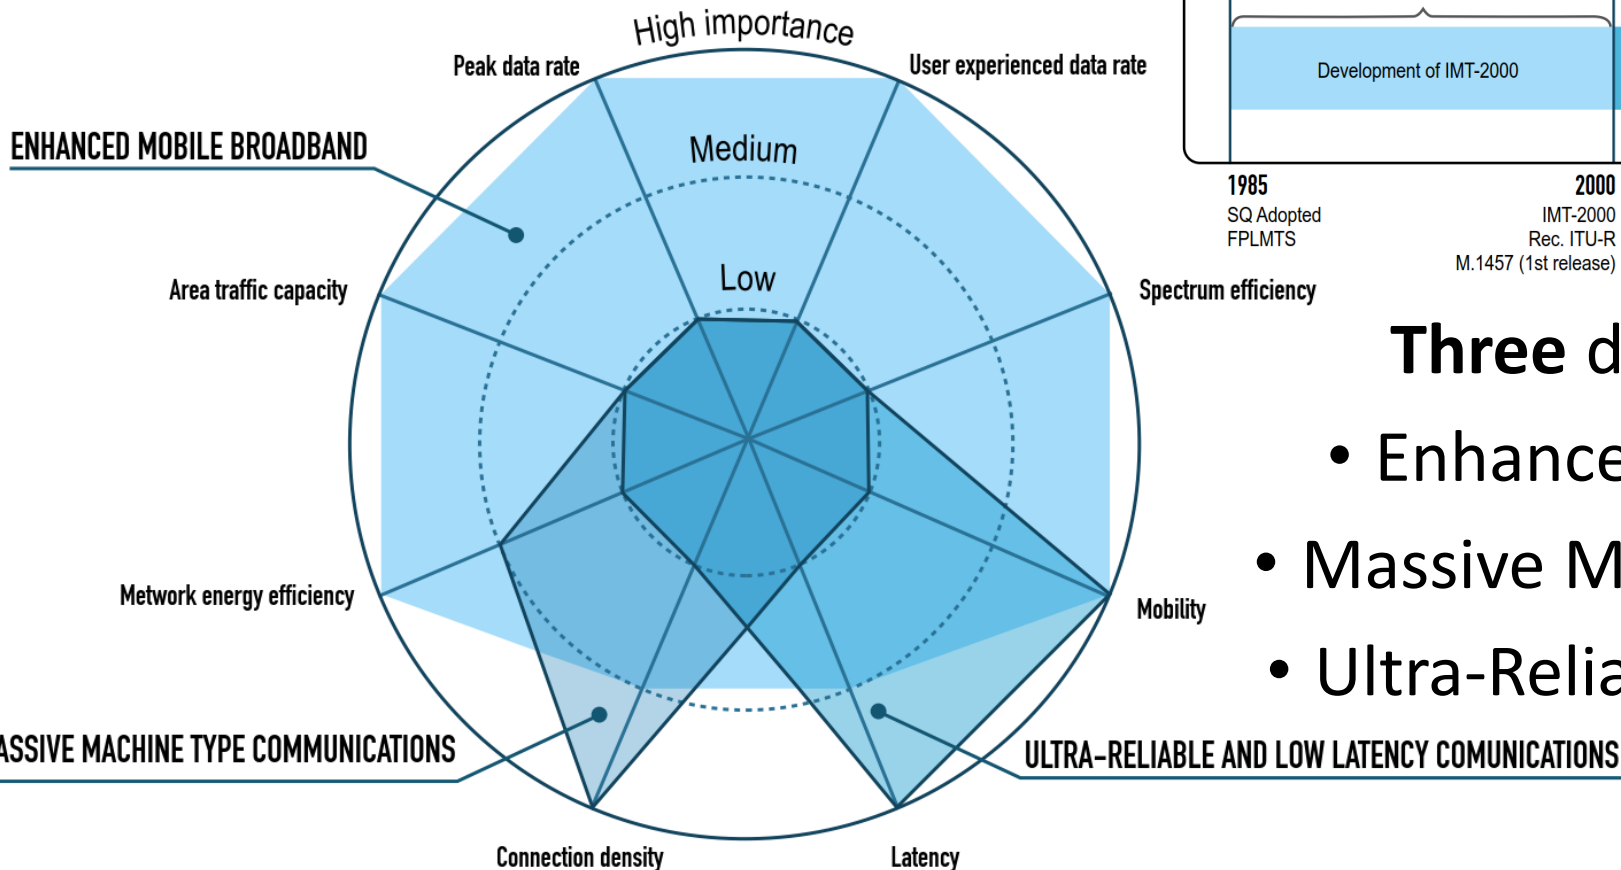 High importance
Peak data rate
User experienced data rate
ENHANCED MOBILE BROADBAND
Medium
Low
Area traffic capacity
Spectrum efficiency
Metwork energy efficiency
Mobility
ASSIVE MACHINE TYPE COMMUNICATIONS
ULTRA-RELIABLE AND LOW LATENCY COMUNICATIONS
Connection density
Latency
Development of IMT-2000
1985
SQ Adopted
FPLMTS
2000
IMT-2000
Rec. ITU-R
M.1457 (1st release)
Three d
• Enhance
• Massive M
• Ultra-Relia